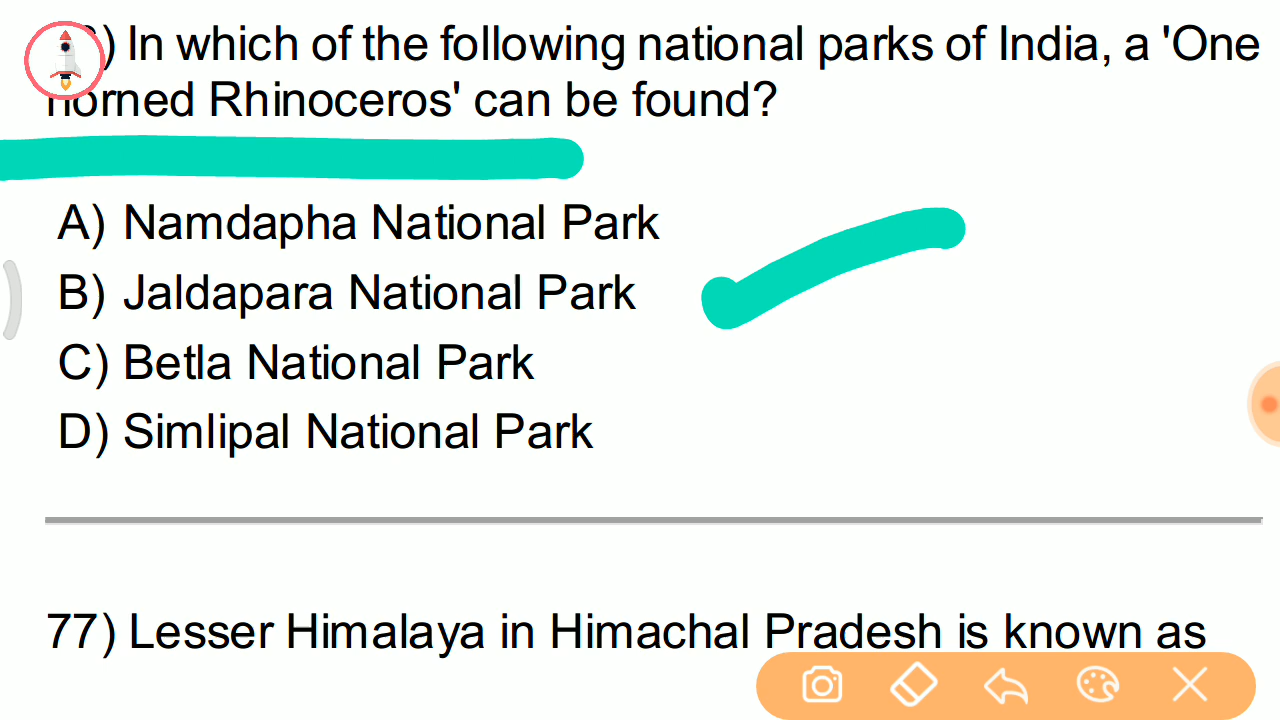 ) In which of the following national parks of India, a 'One
horned Rhinoceros' can be found?
A) Namdapha National Park
B) Jaldapara National Park
C) Betla National Park
D) Simlipal National Park
77) Lesser Himalaya in Himachal Pradesh is known as